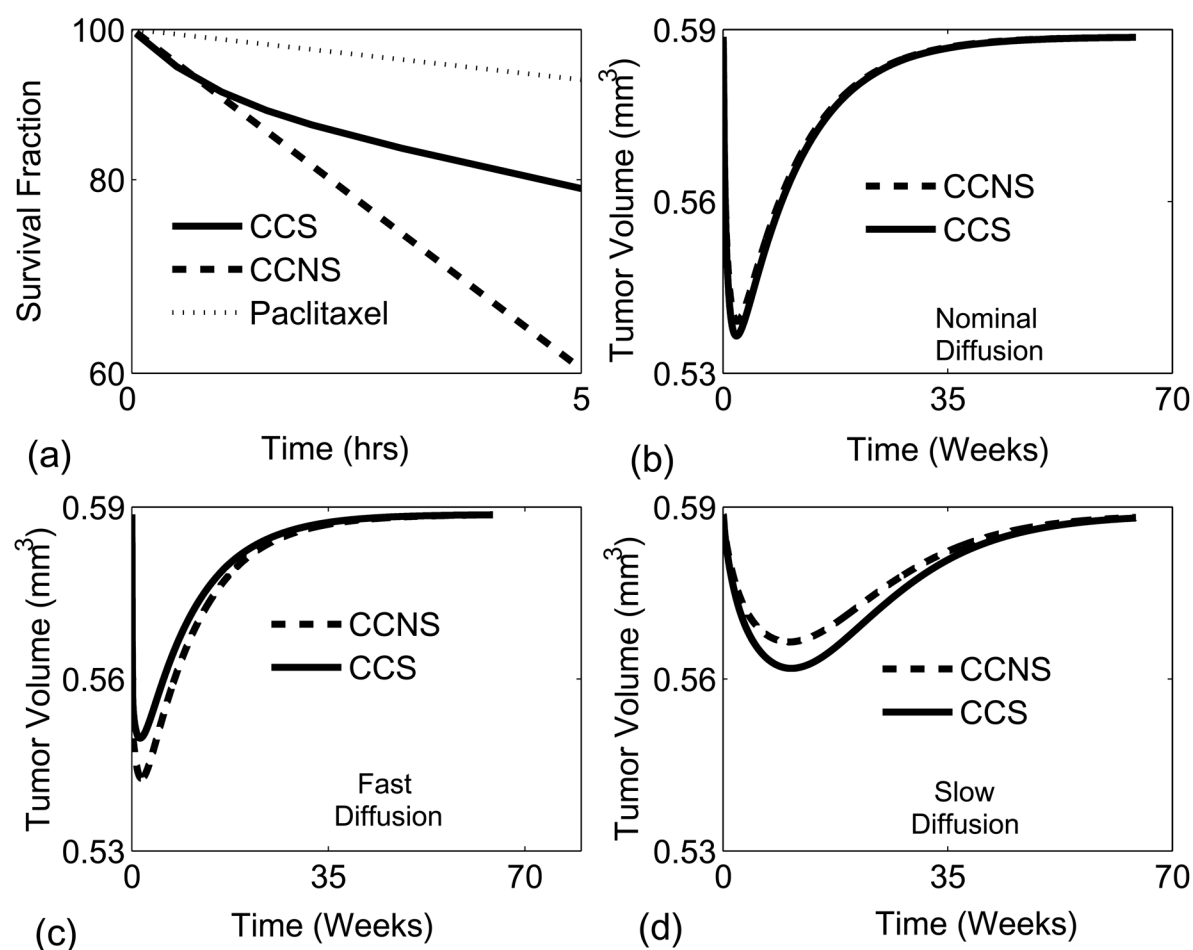 100
80
60
Survival Fraction
CCS
CCNS
Paclitaxel
0
5
Time (hrs)
(a)
0.59
0.56
0.53
Tumor Volume (mm³)
CCNS
CCS
Nominal
Diffusion
0
35
70
Time (Weeks)
(b)
0.59
0.56
0.53
Tumor Volume (mm³)
CCNS
CCS
Fast
Diffusion
0
35
70
Time (Weeks)
(c)
0.59
0.56
0.53
Tumor Volume (mm³)
CCNS
CCS
Slow
Diffusion
0
35
70
Time (Weeks)
(d)